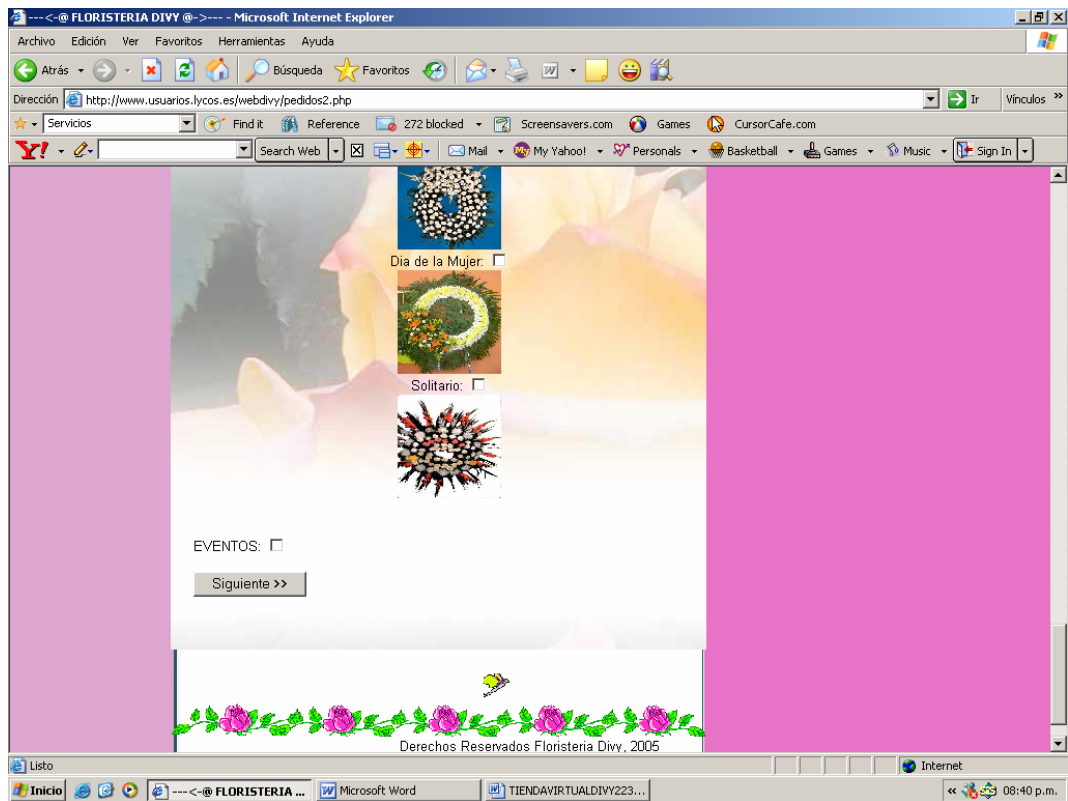 ---<-@ FLORISTERIA DIVY @->--- - Microsoft Internet Explorer
Archivo Edición Ver Favoritos Herramientas Ayuda
Atrás Búsqueda Favoritos W
Dirección http://www.usuarios.lycos.es/webdivy/pedidos2.php Ir Vínculos »
Servicios Find it Reference 272 blocked Screensavers.com Games CursorCafe.com
Y! Search Web Mail My Yahoo! Personals Basketball Games Music Sign In
Dia de la Mujer:
Solitario:
EVENTOS:
Siguiente >>
Derechos Reservados Floristeria Divy, 2005
Listo Internet
Inicio ---<-@ FLORISTERIA ... Microsoft Word TIENDAVIRTUALDIVY223... « 08:40 p.m.